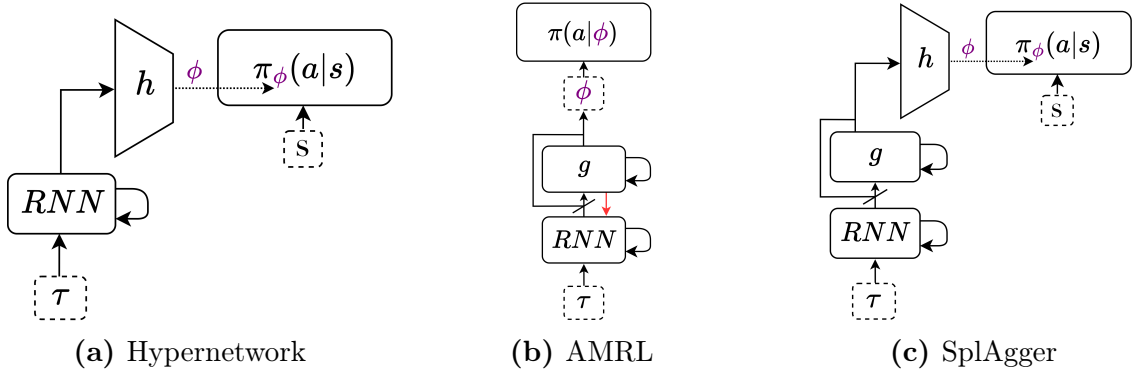 h
ϕ
π_ϕ(a|s)
s
RNN
τ
(a) Hypernetwork
π(a|ϕ)
ϕ
g
RNN
τ
(b) AMRL
h
ϕ
π_ϕ(a|s)
s
g
RNN
τ
(c) SplAgger